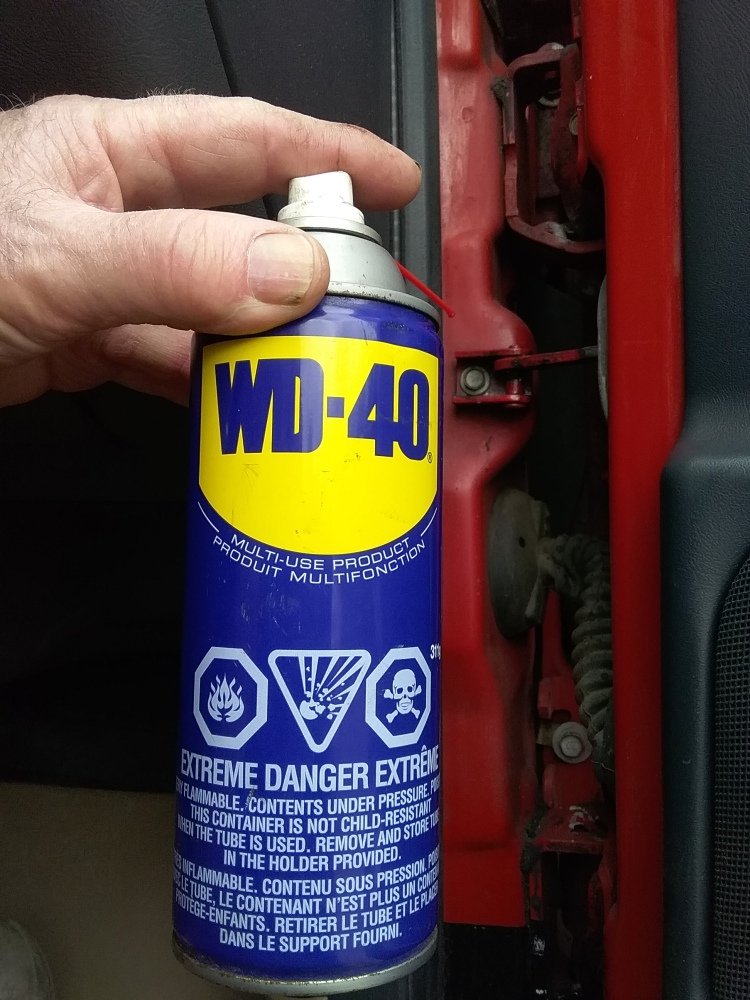 WD-40®
MULTI-USE PRODUCT
PRODUIT MULTIFONCTION
EXTREME DANGER EXTRÊME
FLAMMABLE. CONTENTS UNDER PRESSURE.
THIS CONTAINER IS NOT CHILD-RESISTANT
WHEN THE TUBE IS USED. REMOVE AND STORE
IN THE HOLDER PROVIDED.
INFLAMMABLE. CONTENU SOUS PRESSION.
LE TUBE, LE CONTENANT N'EST PLUS UN
PROTÈGE-ENFANTS. RETIRER LE TUBE ET LE
DANS LE SUPPORT FOURNI.